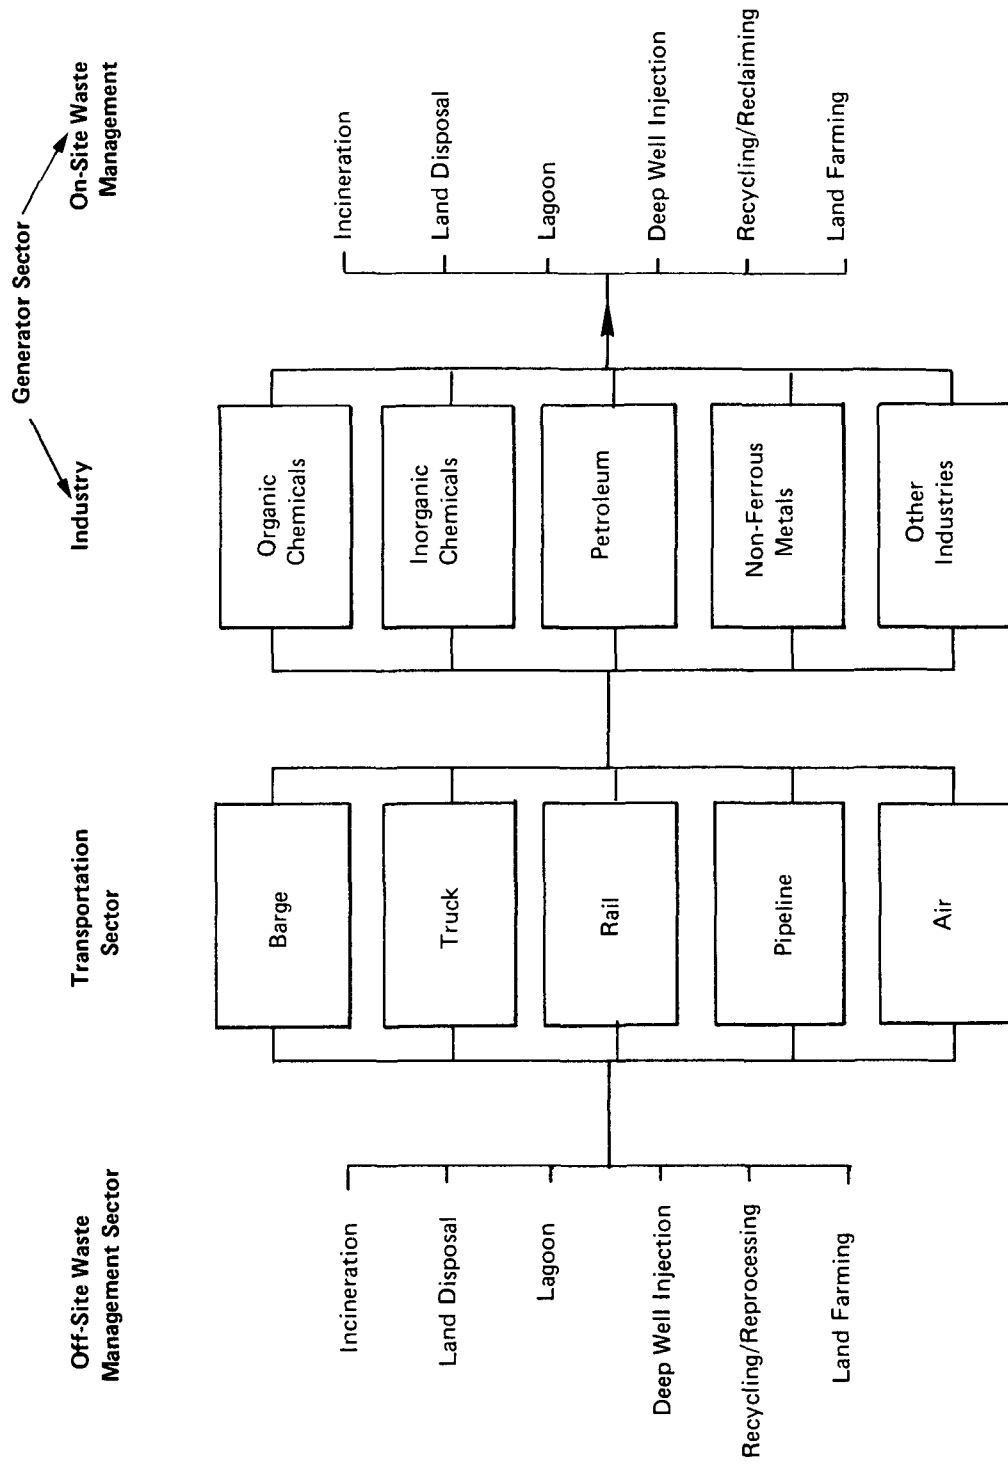 Generator Sector
Off-Site Waste
Management Sector
Transportation
Sector
Industry
On-Site Waste
Management
Incineration
Land Disposal
Lagoon
Deep Well Injection
Recycling/Reprocessing
Land Farming
Barge
Truck
Rail
Pipeline
Air
Organic
Chemicals
Inorganic
Chemicals
Petroleum
Non-Ferrous
Metals
Other
Industries
Incineration
Land Disposal
Lagoon
Deep Well Injection
Recycling/Reclaiming
Land Farming